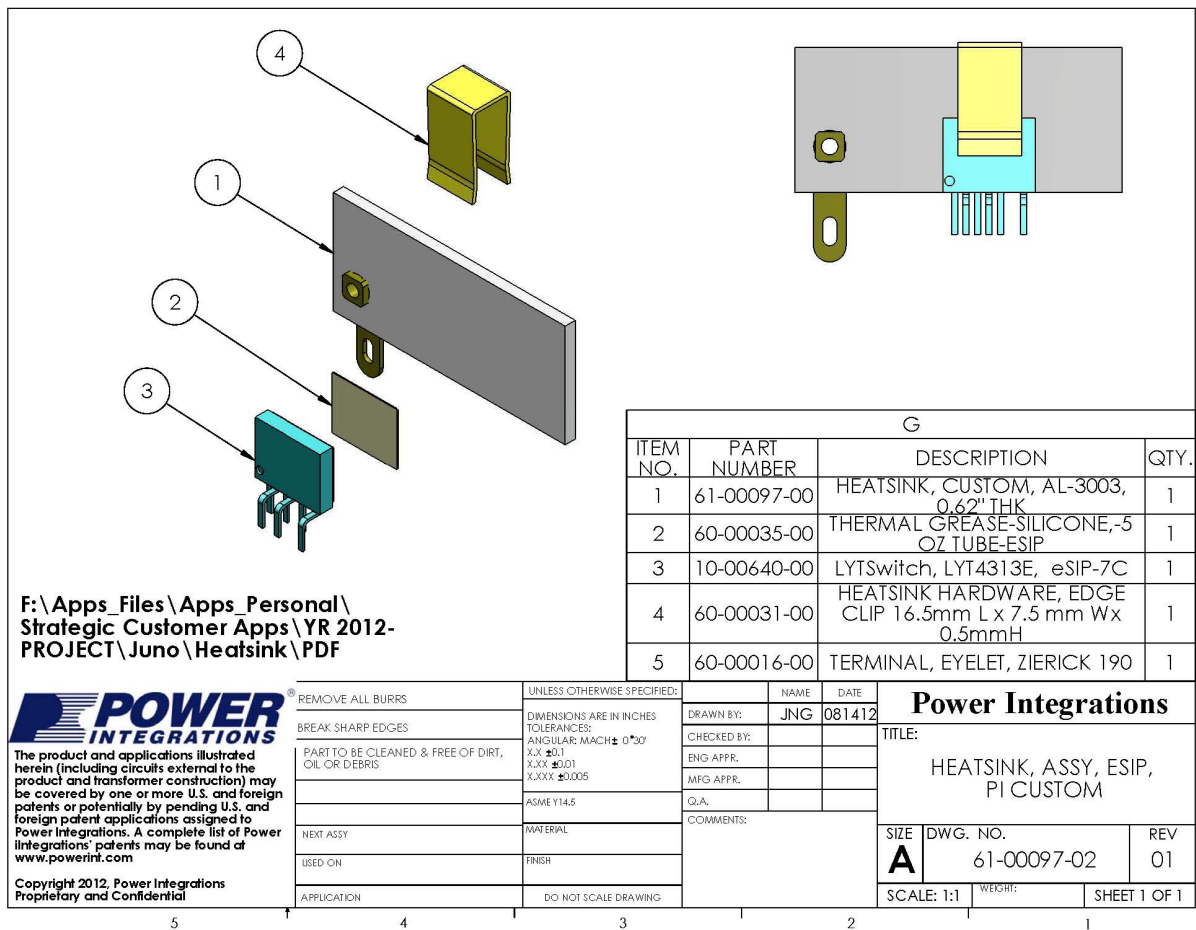 4
1
2
3
F:\Apps_Files\Apps_Personal\
Strategic Customer Apps\YR 2012-
PROJECT\Juno\Heatsink\PDF
G
ITEM NO. PART NUMBER DESCRIPTION QTY.
1 61-00097-00 HEATSINK, CUSTOM, AL-3003, 1
0.62" THK
2 60-00035-00 THERMAL GREASE-SILICONE,-5 1
OZ TUBE-ESIP
3 10-00640-00 LYTSwitch, LYT4313E, eSIP-7C 1
4 60-00031-00 HEATSINK HARDWARE, EDGE 1
CLIP 16.5mm L x 7.5 mm W x
0.5mmH
5 60-00016-00 TERMINAL, EYELET, ZIERICK 190 1
POWER
INTEGRATIONS
®
The product and applications illustrated
herein (including circuits external to the
product and transformer construction) may
be covered by one or more U.S. and foreign
patents or potentially by pending U.S. and
foreign patent applications assigned to
Power Integrations. A complete list of Power
iIntegrations' patents may be found at
www.powerint.com
Copyright 2012, Power Integrations
Proprietary and Confidential
REMOVE ALL BURRS
BREAK SHARP EDGES
PART TO BE CLEANED & FREE OF DIRT,
OIL OR DEBRIS
NEXT ASSY
USED ON
APPLICATION
UNLESS OTHERWISE SPECIFIED:
DIMENSIONS ARE IN INCHES
TOLERANCES:
ANGULAR: MACH± 0°30'
X.X ±0.1
X.XX ±0.01
X.XXX ±0.005
ASME Y14.5
MATERIAL
FINISH
DO NOT SCALE DRAWING
NAME DATE
DRAWN BY: JNG 081412
CHECKED BY:
ENG APPR.
MFG APPR.
Q.A.
COMMENTS:
Power Integrations
TITLE:
HEATSINK, ASSY, ESIP,
PI CUSTOM
SIZE DWG. NO. REV
A 61-00097-02 01
SCALE: 1:1 WEIGHT: SHEET 1 OF 1
5 4 3 2 1